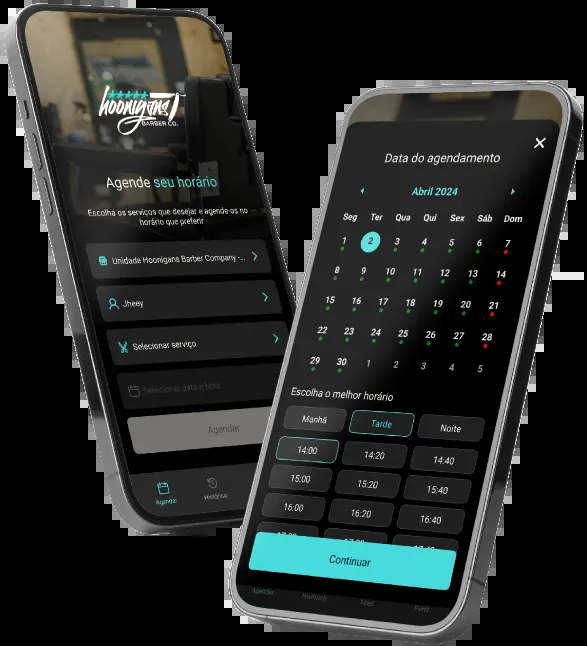 hoonigans
BARBER CO.
Agende seu horário
Escolha os serviços que desejar e agende-os no
horário que preferir
Unidade Hoonigans Barber Company -...
Jheey
Selecionar serviço
Selecionar data e hora
Agendar
Agendar
Histórico
Data do agendamento
Abril 2024
Seg Ter Qua Qui Sex Sáb Dom
1 2 3 4 5 6 7
8 9 10 11 12 13 14
15 16 17 18 19 20 21
22 23 24 25 26 27 28
29 30 1 2 3 4 5
Escolha o melhor horário
Manhã Tarde Noite
14:00 14:20 14:40
15:00 15:20 15:40
16:00 16:20 16:40
Continuar
Agendar Histórico Feed Perfil